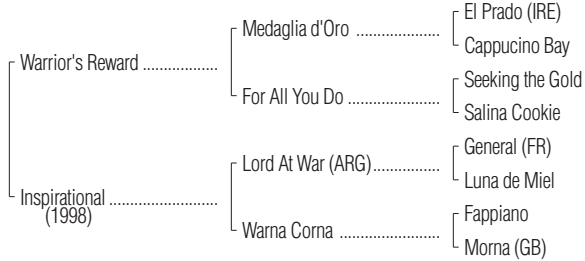 El Prado (IRE)
Medaglia d'Oro ...................
Cappucino Bay
Warrior's Reward ...................
Seeking the Gold
For All You Do .....................
Salina Cookie
General (FR)
Lord At War (ARG)................
Luna de Miel
Inspirational ...........................
(1998)
Fappiano
Warna Corna .......................
Morna (GB)